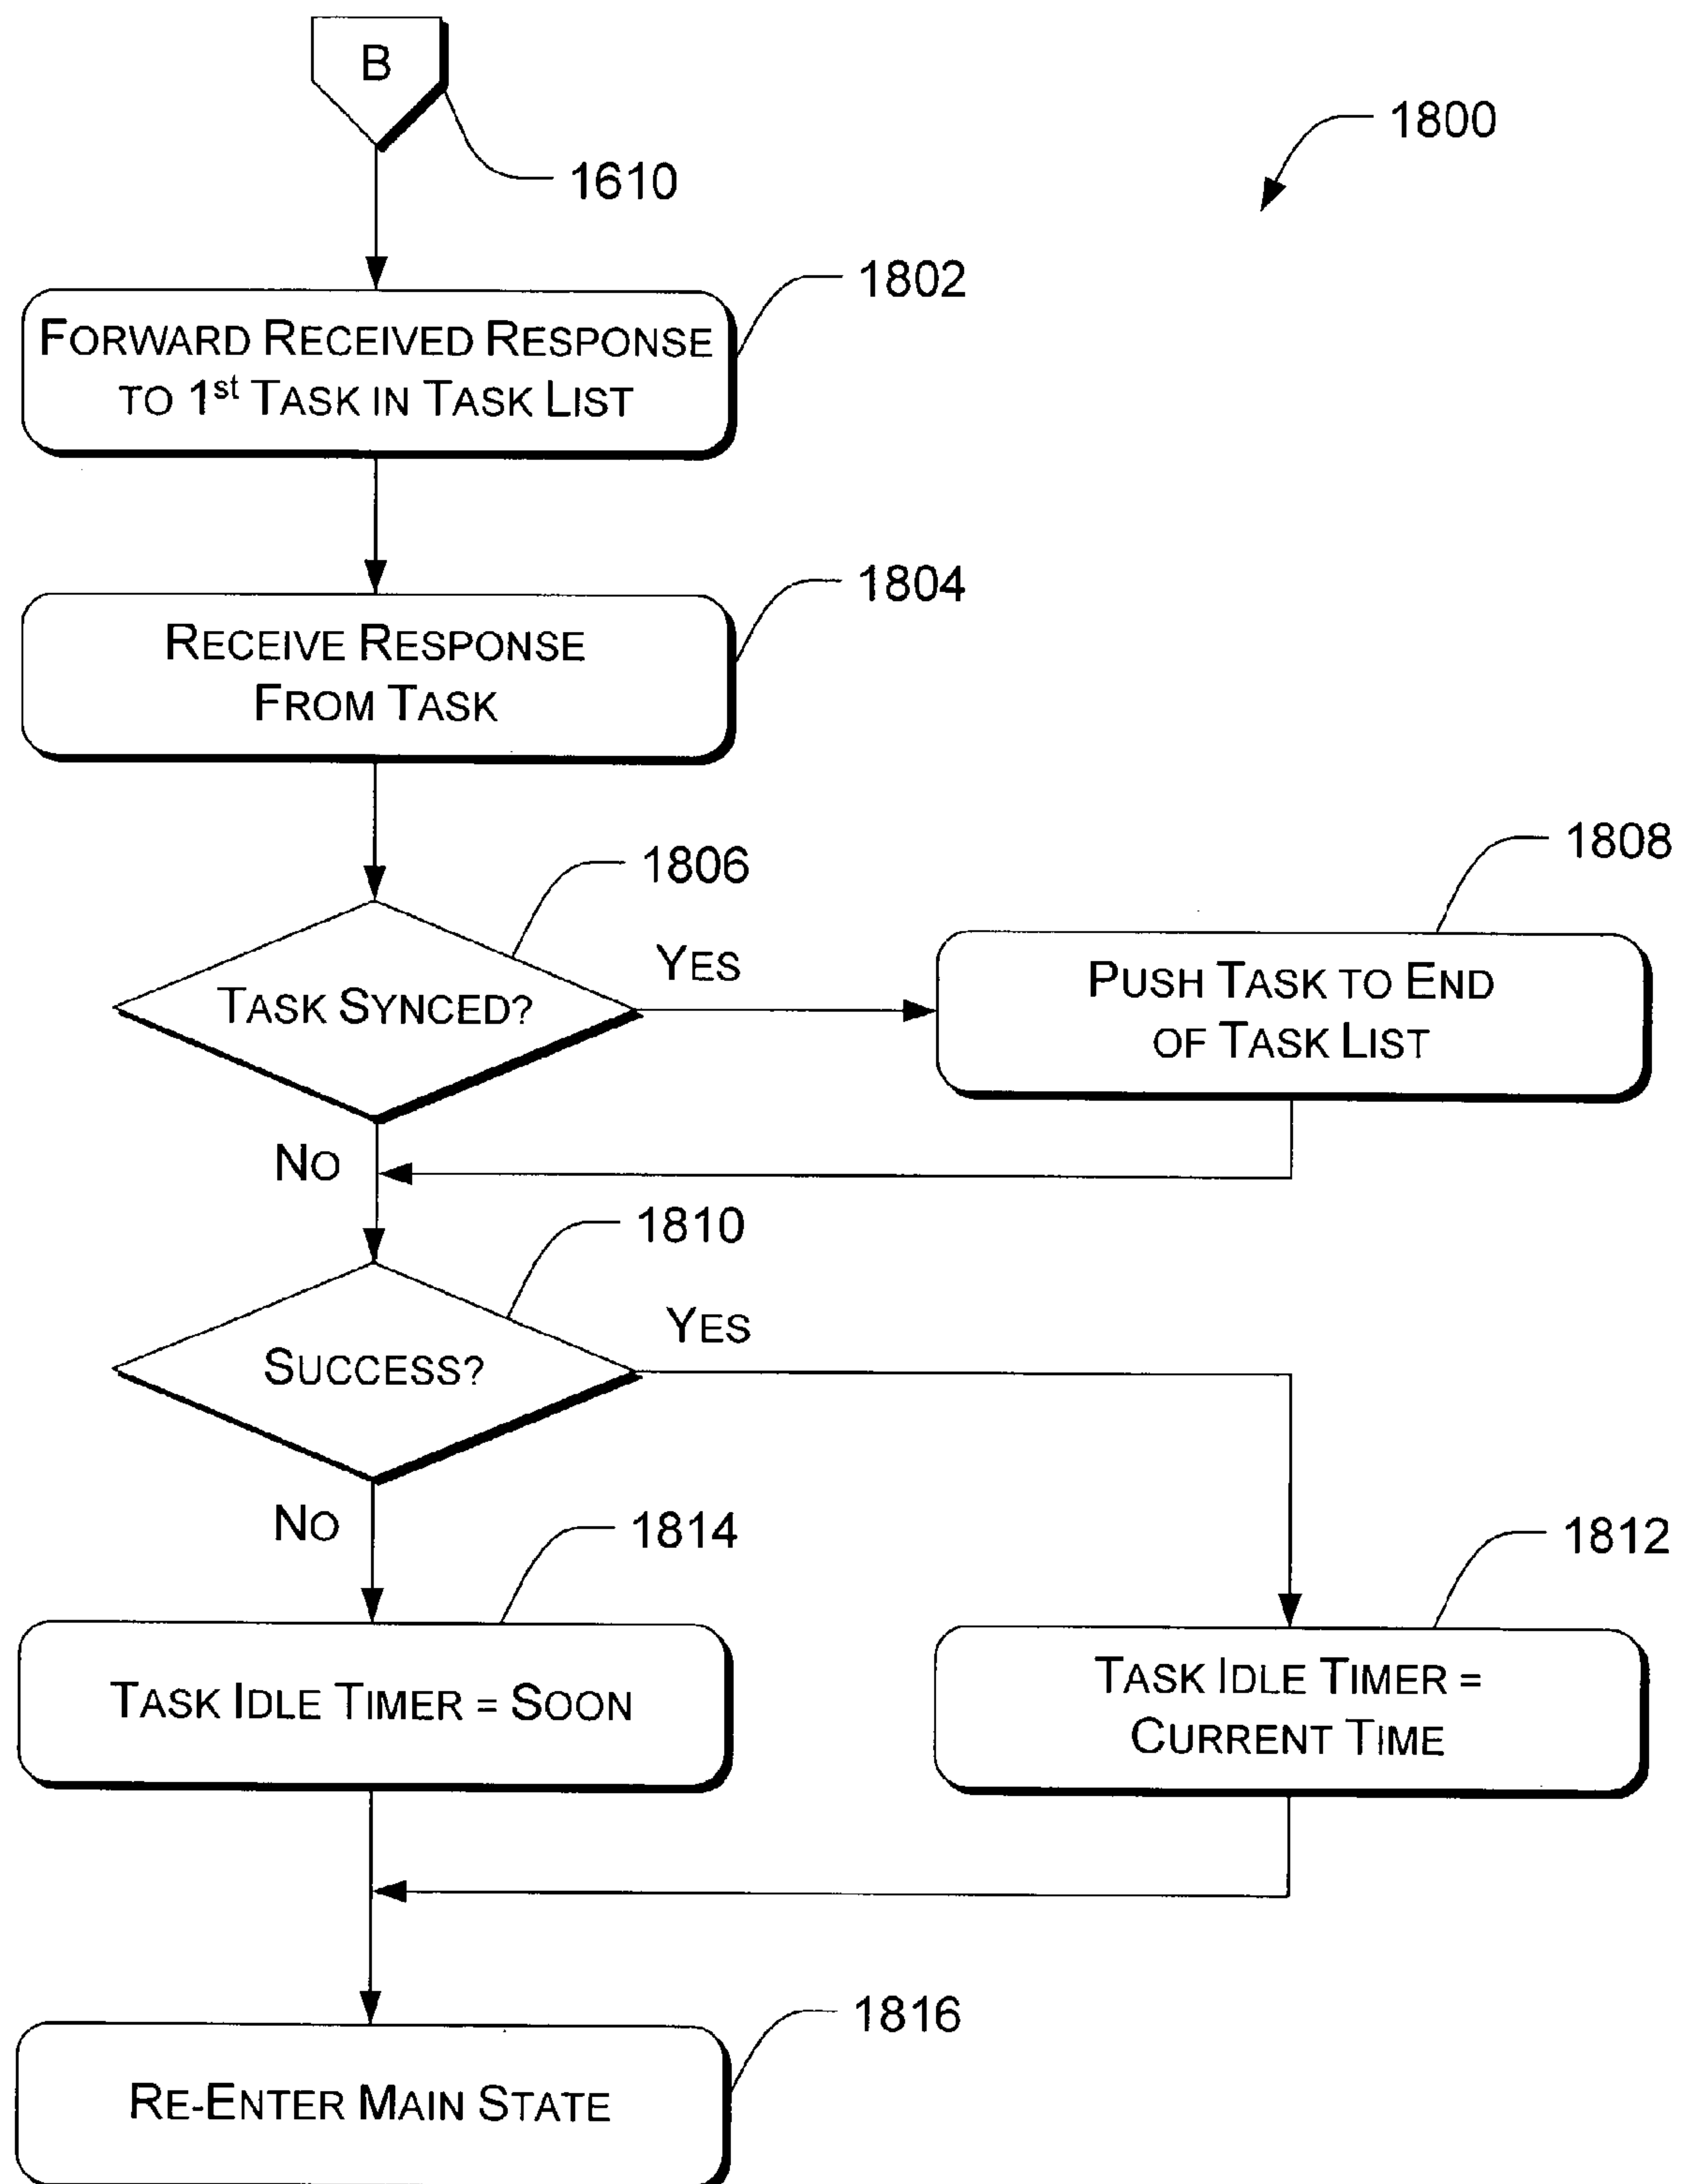 B
1800
1610
1802
FORWARD RECEIVED RESPONSE
TO 1st TASK IN TASK LIST
1804
RECEIVE RESPONSE
FROM TASK
1806
1808
TASK SYNCED?
YES
PUSH TASK TO END
OF TASK LIST
NO
1810
SUCCESS?
YES
NO
1814
1812
TASK IDLE TIMER = SOON
TASK IDLE TIMER =
CURRENT TIME
1816
RE-ENTER MAIN STATE